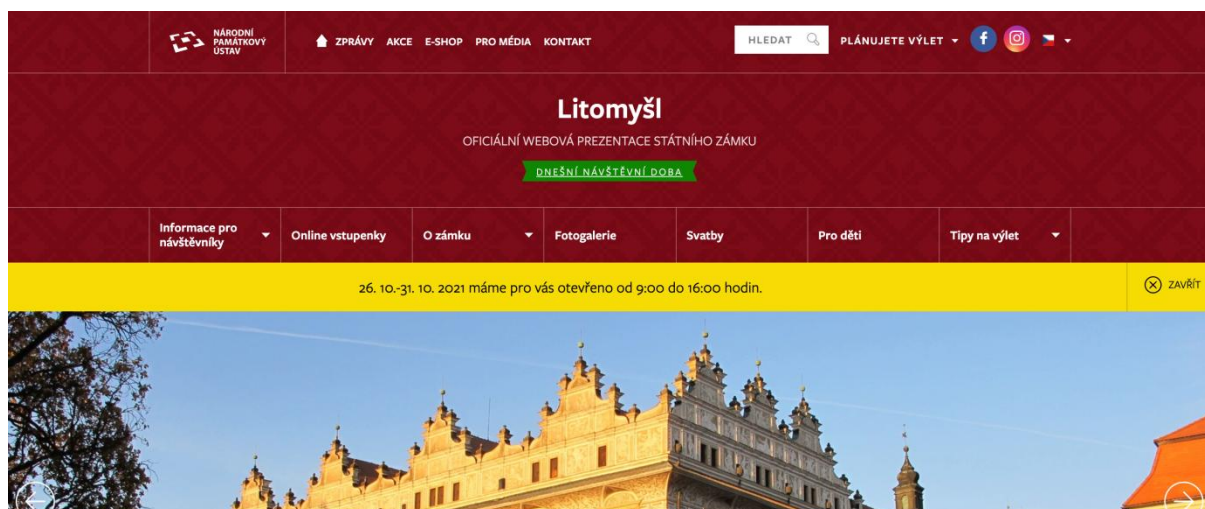 NÁRODNÍ
PAMÁTKOVÝ
ÚSTAV
ZPRÁVY AKCE E-SHOP PRO MÉDIA KONTAKT
HLEDAT
PLÁNUJETE VÝLET
Litomyšl
OFICIÁLNÍ WEBOVÁ PREZENTACE STÁTNÍHO ZÁMKU
DNEŠNÍ NÁVŠTĚVNÍ DOBA
Informace pro
návštěvníky
Online vstupenky
O zámku
Fotogalerie
Svatby
Pro děti
Tipy na výlet
26. 10.-31. 10. 2021 máme pro vás otevřeno od 9:00 do 16:00 hodin.
ZAVŘÍT